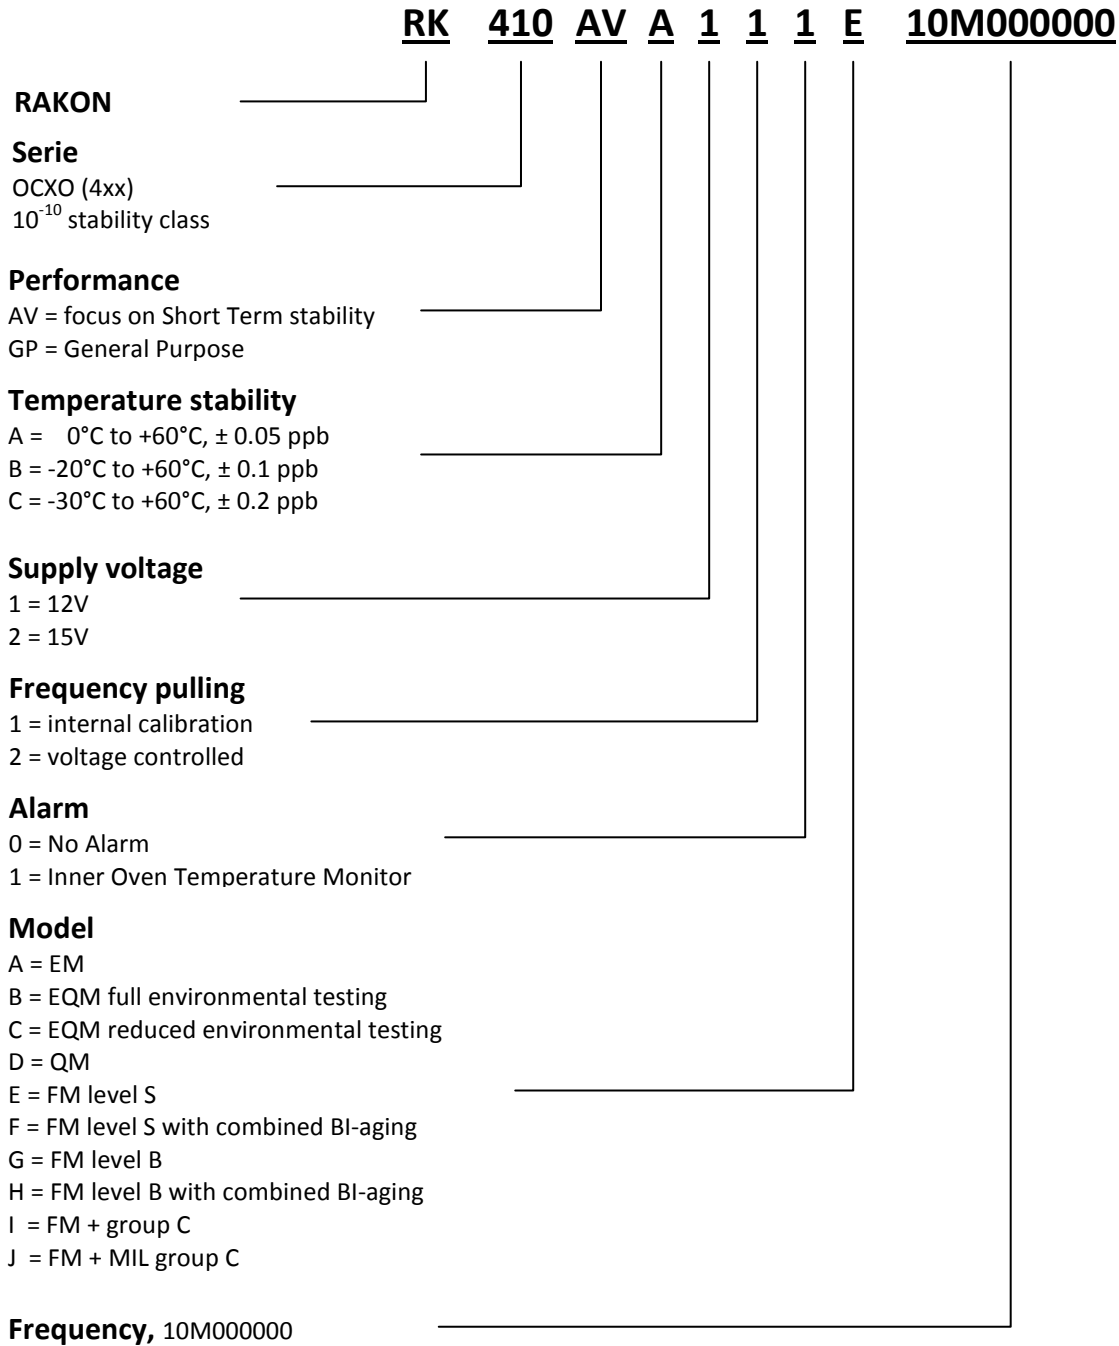 RK 410 AV A 1 1 1 E 10M000000
RAKON
Serie
OCXO (4xx)
10⁻¹⁰ stability class
Performance
AV = focus on Short Term stability
GP = General Purpose
Temperature stability
A = 0°C to +60°C, ± 0.05 ppb
B = -20°C to +60°C, ± 0.1 ppb
C = -30°C to +60°C, ± 0.2 ppb
Supply voltage
1 = 12V
2 = 15V
Frequency pulling
1 = internal calibration
2 = voltage controlled
Alarm
0 = No Alarm
1 = Inner Oven Temperature Monitor
Model
A = EM
B = EQM full environmental testing
C = EQM reduced environmental testing
D = QM
E = FM level S
F = FM level S with combined BI-aging
G = FM level B
H = FM level B with combined BI-aging
I = FM + group C
J = FM + MIL group C
Frequency, 10M000000